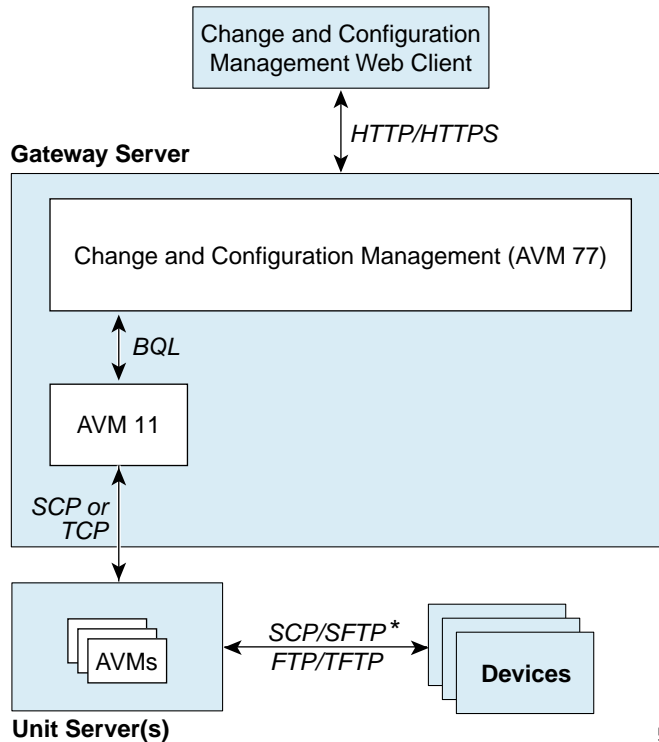 Change and Configuration
Management Web Client
HTTP/HTTPS
Gateway Server
Change and Configuration Management (AVM 77)
BQL
AVM 11
SCP or
TCP
SCP/SFTP *
FTP/TFTP
AVMs
Devices
Unit Server(s)